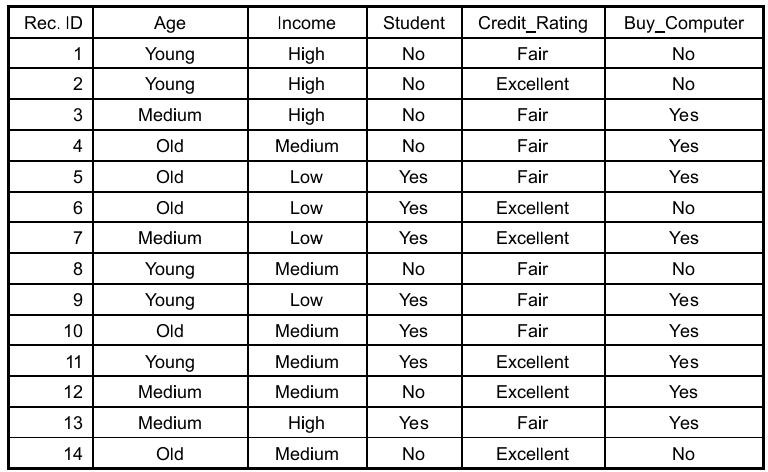 Rec. ID Age Income Student Credit_Rating Buy_Computer
1 Young High No Fair No
2 Young High No Excellent No
3 Medium High No Fair Yes
4 Old Medium No Fair Yes
5 Old Low Yes Fair Yes
6 Old Low Yes Excellent No
7 Medium Low Yes Excellent Yes
8 Young Medium No Fair No
9 Young Low Yes Fair Yes
10 Old Medium Yes Fair Yes
11 Young Medium Yes Excellent Yes
12 Medium Medium No Excellent Yes
13 Medium High Yes Fair Yes
14 Old Medium No Excellent No